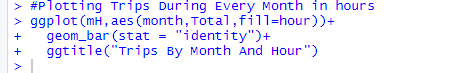 > #Plotting Trips During Every Month in hours
> ggplot(mH,aes(month,Total,fill=hour))+
+   geom_bar(stat = "identity")+
+   ggtitle("Trips By Month And Hour")
>